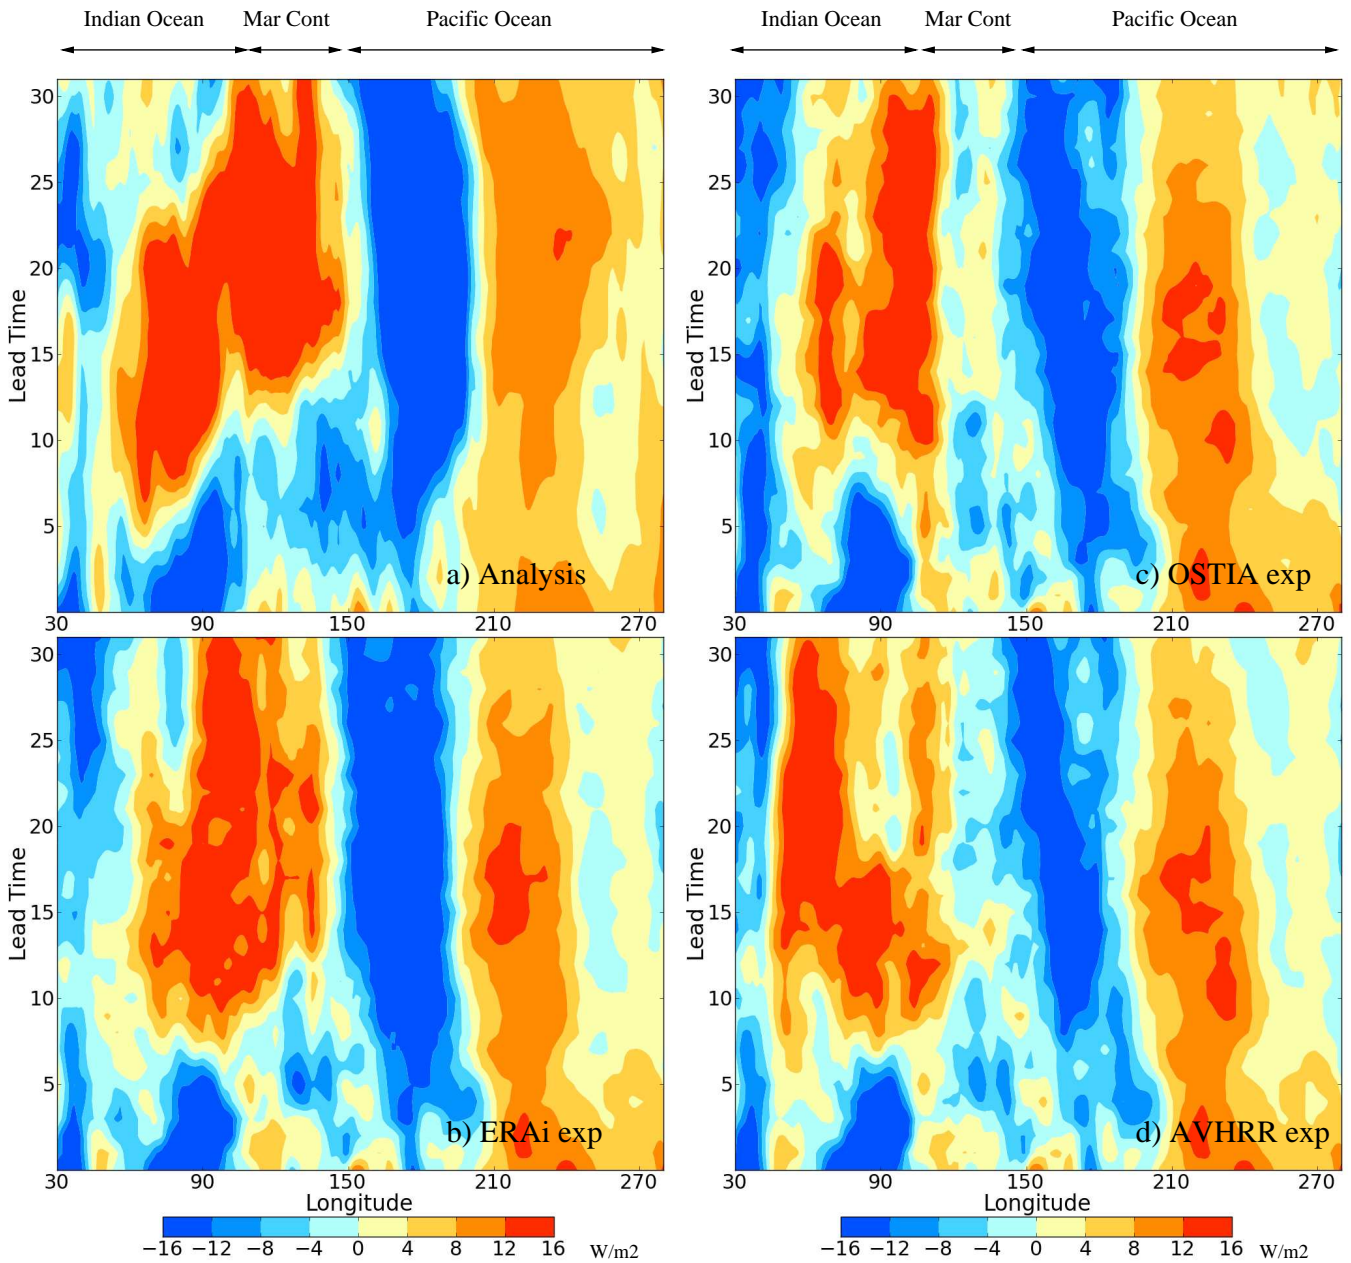 Indian Ocean Mar Cont Pacific Ocean Indian Ocean Mar Cont Pacific Ocean
30 30
25 25
20 20
Lead Time Lead Time
15 15
10 10
5 5
a) Analysis c) OSTIA exp
30 90 150 210 270 30 90 150 210 270
30 30
25 25
20 20
Lead Time Lead Time
15 15
10 10
5 5
b) ERAi exp d) AVHRR exp
30 90 150 210 270 30 90 150 210 270
Longitude Longitude
−16 −12 −8 −4 0 4 8 12 16 W/m2 −16 −12 −8 −4 0 4 8 12 16 W/m2